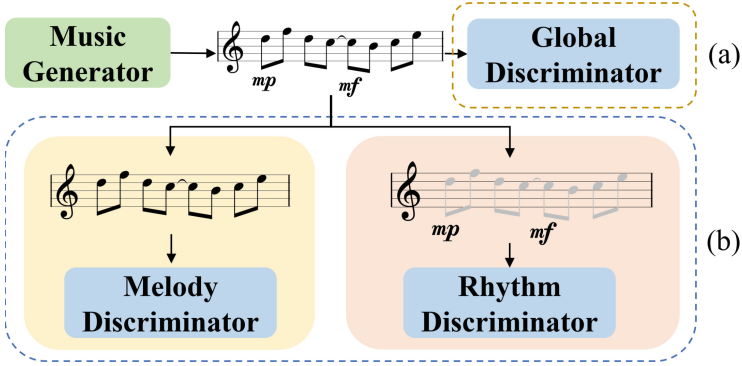 Music
Generator
mp
mf
Global
Discriminator
(a)
mp
mf
Melody
Discriminator
Rhythm
Discriminator
(b)